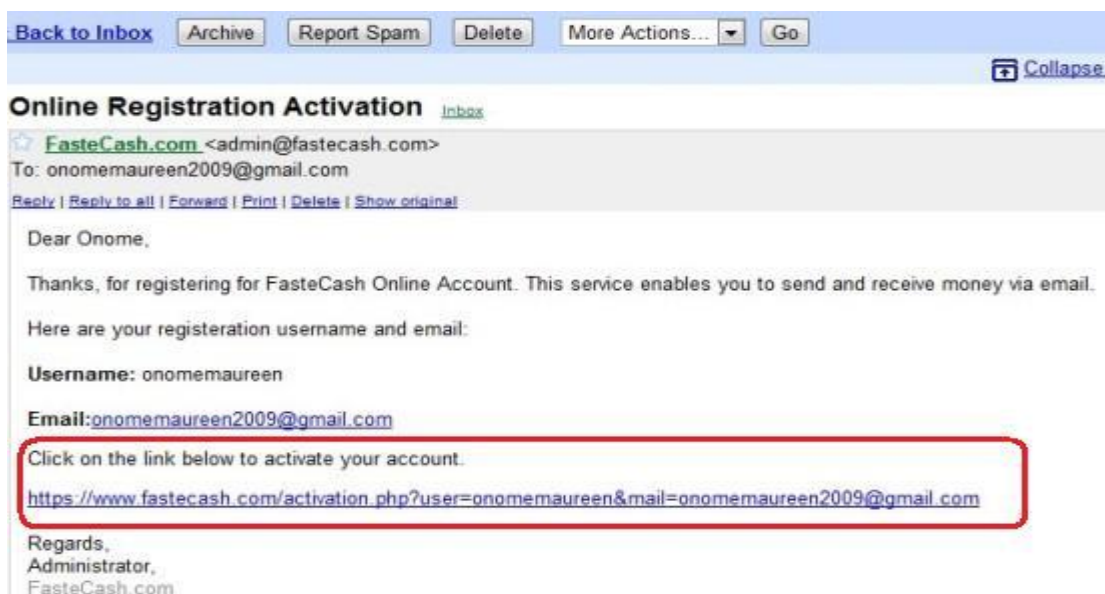 Back to Inbox Archive Report Spam Delete More Actions... Go
Collapse
Online Registration Activation Inbox
FasteCash.com <admin@fastecash.com>
To: onomemaureen2009@gmail.com
Reply | Reply to all | Forward | Print | Delete | Show original
Dear Onome,
Thanks, for registering for FasteCash Online Account. This service enables you to send and receive money via email.
Here are your registeration username and email:
Username: onomemaureen
Email:onomemaureen2009@gmail.com
Click on the link below to activate your account.
https://www.fastecash.com/activation.php?user=onomemaureen&mail=onomemaureen2009@gmail.com
Regards,
Administrator,
FasteCash.com